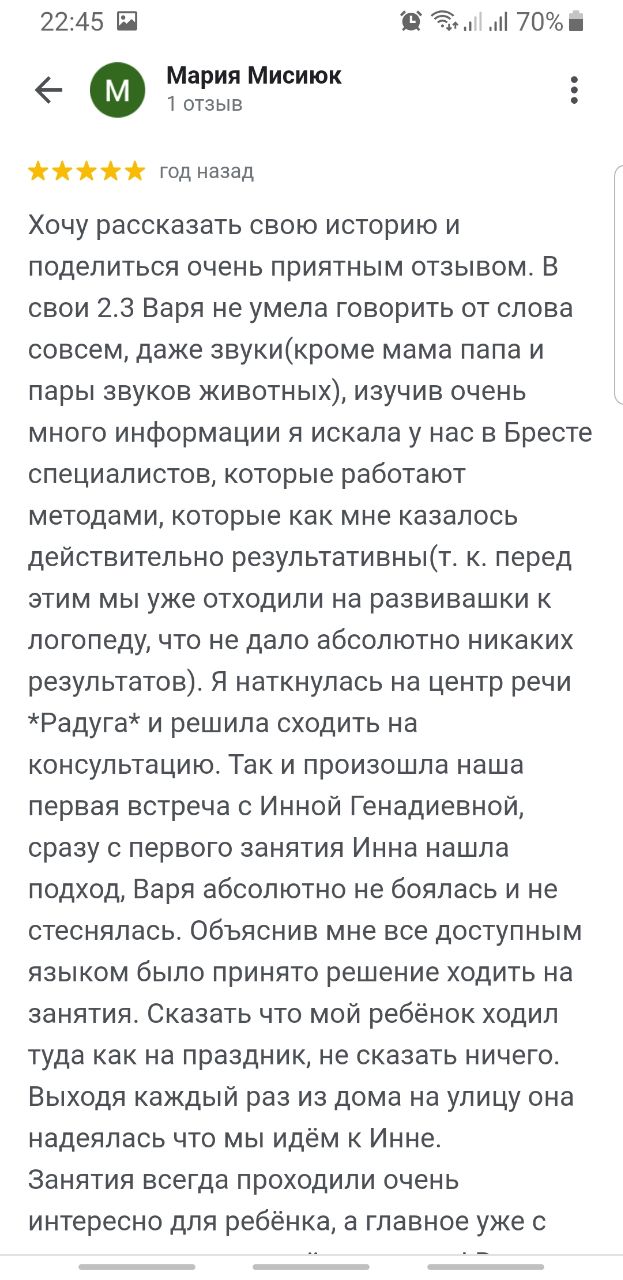 22:45 70%
Мария Мисиюк
М
1 отзыв
год назад
Хочу рассказать свою историю и
поделиться очень приятным отзывом. В
свои 2.3 Варя не умела говорить от слова
совсем, даже звуки(кроме мама папа и
пары звуков животных), изучив очень
много информации я искала у нас в Бресте
специалистов, которые работают
методами, которые как мне казалось
действительно результативны(т. к. перед
этим мы уже отходили на развивашки к
логопеду, что не дало абсолютно никаких
результатов). Я наткнулась на центр речи
*Радуга* и решила сходить на
консультацию. Так и произошла наша
первая встреча с Инной Генадиевной,
сразу с первого занятия Инна нашла
подход, Варя абсолютно не боялась и не
стеснялась. Объяснив мне все доступным
языком было принято решение ходить на
занятия. Сказать что мой ребёнок ходил
туда как на праздник, не сказать ничего.
Выходя каждый раз из дома на улицу она
надеялась что мы идём к Инне.
Занятия всегда проходили очень
интересно для ребёнка, а главное уже с